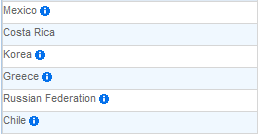 Mexico
Costa Rica
Korea
Greece
Russian Federation
Chile